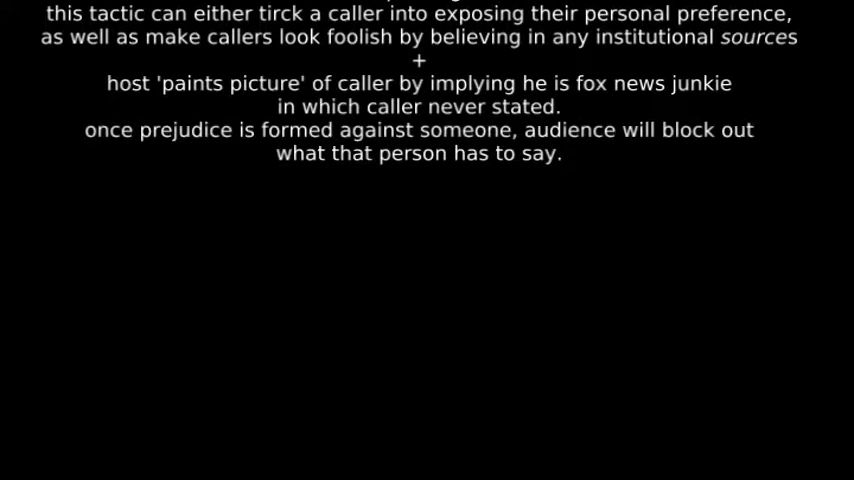 this tactic can either tirck a caller into exposing their personal preference,
as well as make callers look foolish by believing in any institutional sources
+
host 'paints picture' of caller by implying he is fox news junkie
in which caller never stated.
once prejudice is formed against someone, audience will block out
what that person has to say.